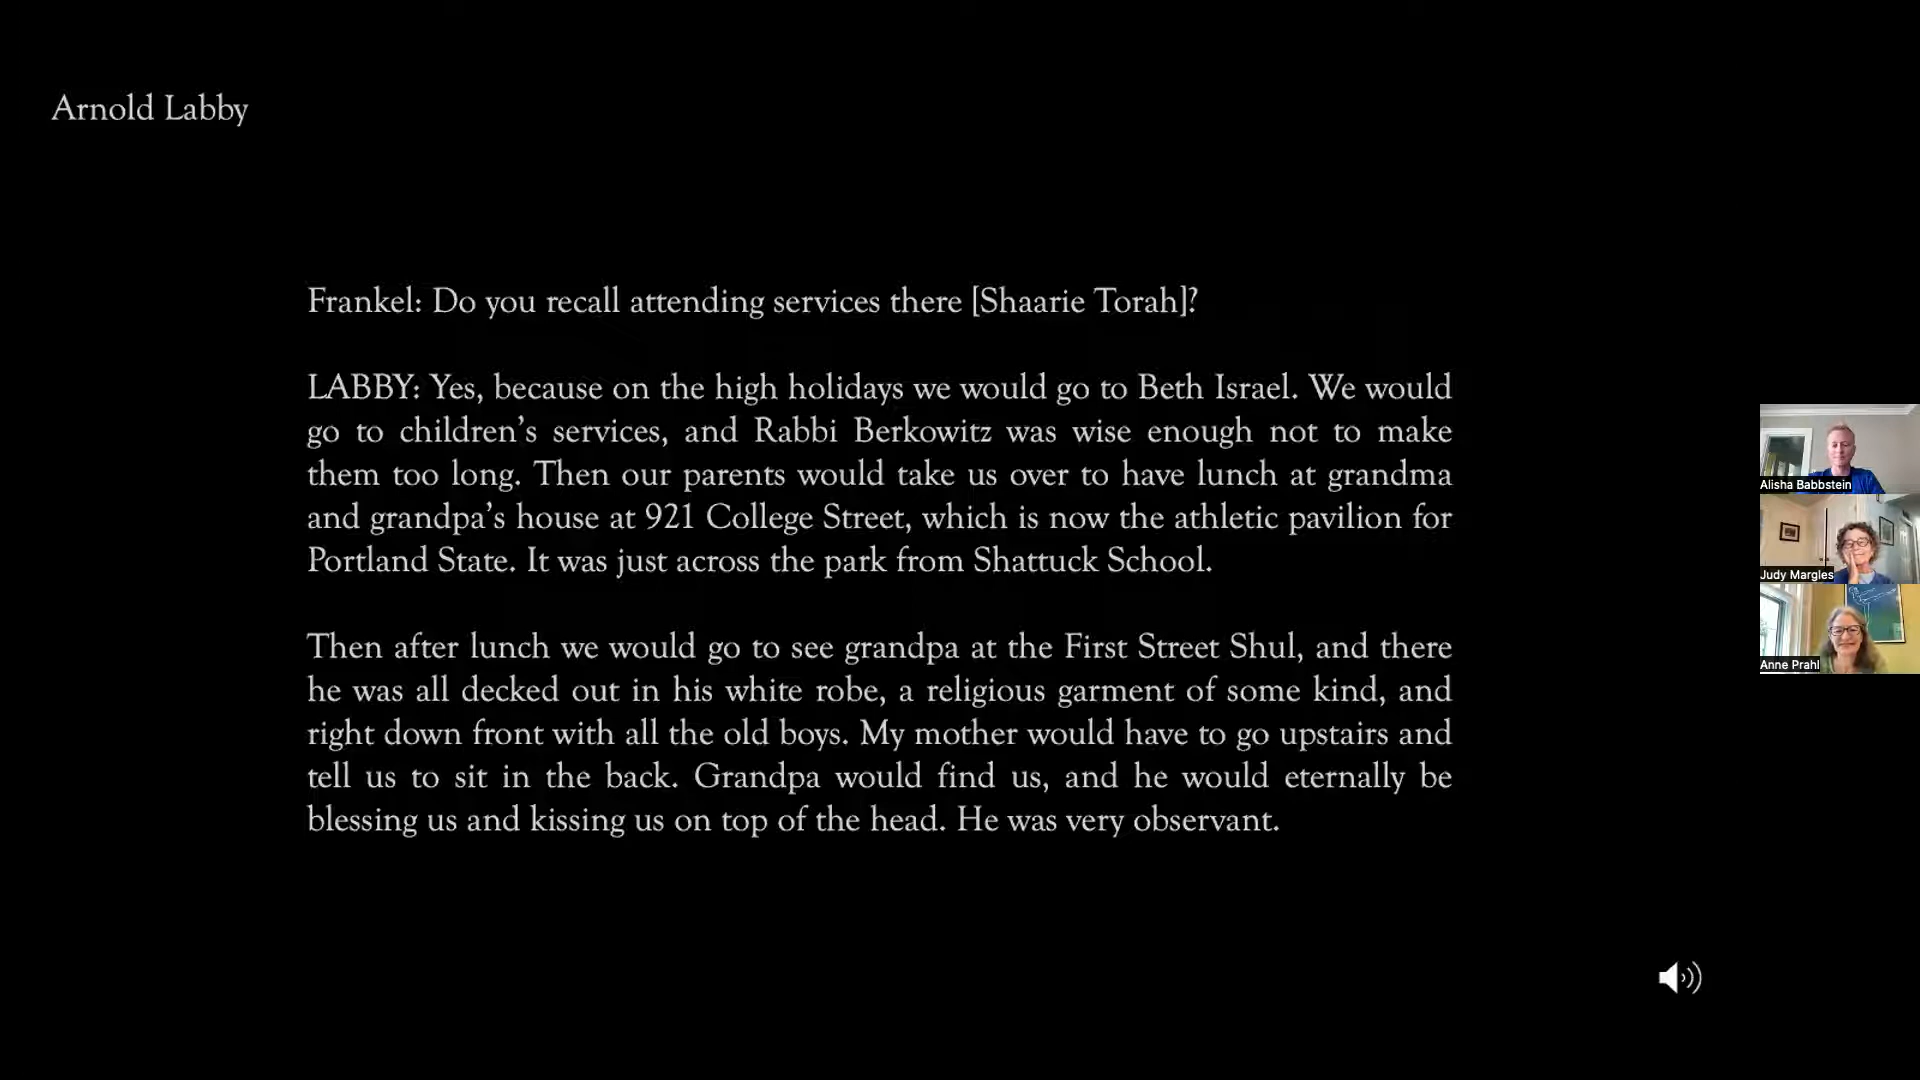 Arnold Labby
Frankel: Do you recall attending services there [Shaarie Torah]?
LABBY: Yes, because on the high holidays we would go to Beth Israel. We would
go to children's services, and Rabbi Berkowitz was wise enough not to make
them too long. Then our parents would take us over to have lunch at grandma
and grandpa's house at 921 College Street, which is now the athletic pavilion for
Portland State. It was just across the park from Shattuck School.
Then after lunch we would go to see grandpa at the First Street Shul, and there
he was all decked out in his white robe, a religious garment of some kind, and
right down front with all the old boys. My mother would have to go upstairs and
tell us to sit in the back. Grandpa would find us, and he would eternally be
blessing us and kissing us on top of the head. He was very observant.
Alisha Babbstein
Judy Margles
Anne Prahl